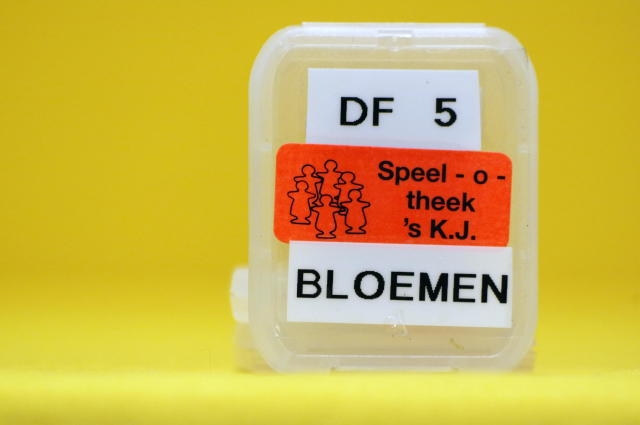 DF 5
Speel - o -
theek
's K.J.
BLOEMEN